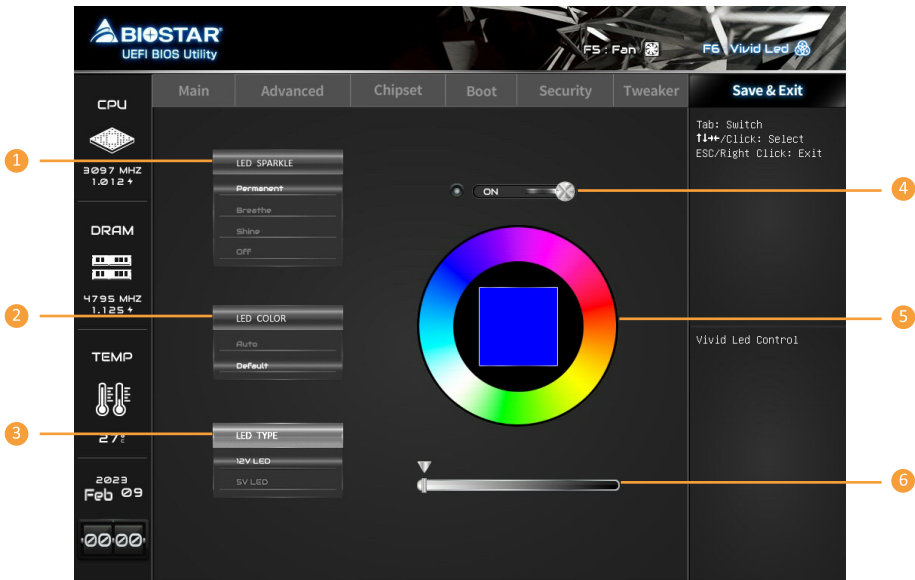 BIOSTAR
UEFI BIOS Utility
F5 : Fan
F6 Vivid Led
Main
Advanced
Chipset
Boot
Security
Tweaker
Save & Exit
CPU
3097 MHZ
1.012
DRAM
4795 MHZ
1.125
TEMP
27°C
2023
Feb 09
00:00
1
LED SPARKLE
Permanent
Breathe
Shine
Off
2
LED COLOR
Auto
Default
3
LED TYPE
12V LED
5V LED
ON
4
5
6
Tab: Switch
↑↓→←/Click: Select
ESC/Right Click: Exit
Vivid Led Control